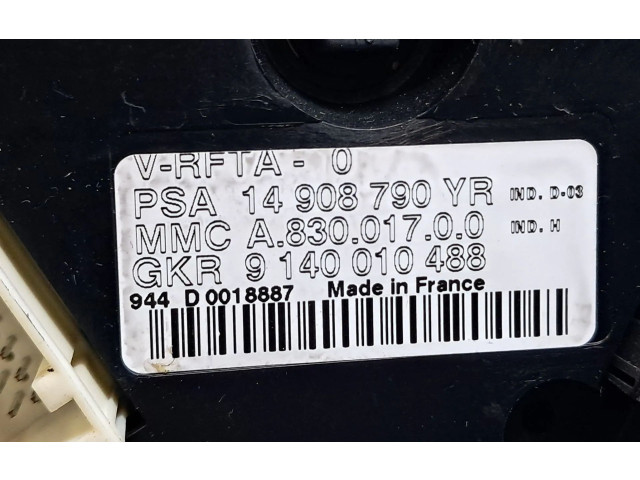 V-RFTA - 0
PSA 14 908 790 YR IND. D-03
MMC A.830.017.0.0 IND. H
GKR 9 140 010 488
944 D 0018887 Made in France